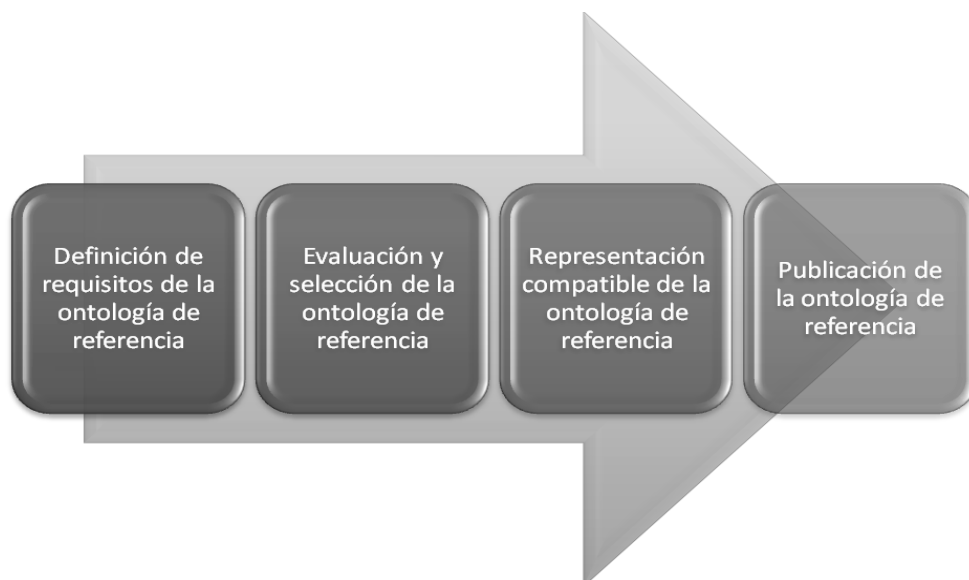 Definición de
requisitos de la
ontología de
referencia
Evaluación y
selección de la
ontología de
referencia
Representación
compatible de la
ontología de
referencia
Publicación de
la ontología de
referencia